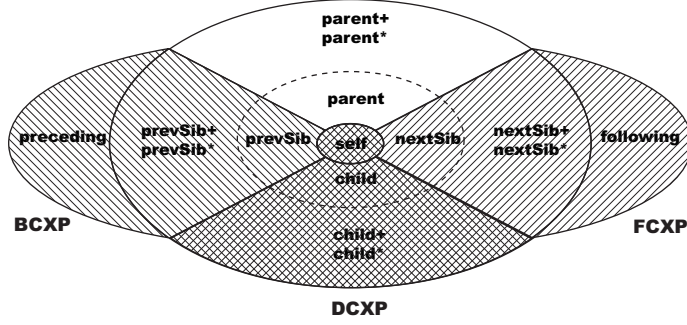 parent+
parent*
parent
preceding
prevSib+
prevSib*
prevSib
self
nextSib
nextSib+
nextSib*
following
child
BCXP
FCXP
child+
child*
DCXP